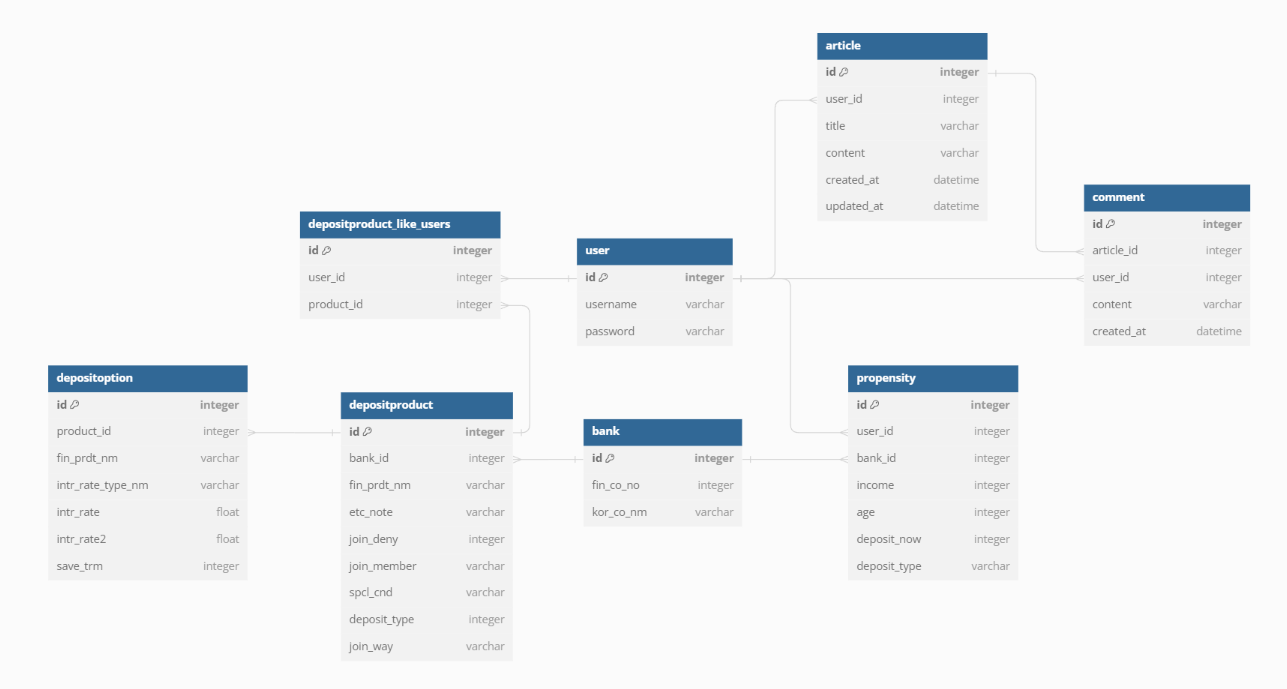 article
id integer
user_id integer
title varchar
content varchar
created_at datetime
updated_at datetime
comment
id integer
article_id integer
user_id integer
content varchar
created_at datetime
depositproduct_like_users
id integer
user_id integer
product_id integer
user
id integer
username varchar
password varchar
depositoption
id integer
product_id integer
fin_prdt_nm varchar
intr_rate_type_nm varchar
intr_rate float
intr_rate2 float
save_trm integer
depositproduct
id integer
bank_id integer
fin_prdt_nm varchar
etc_note varchar
join_deny integer
join_member varchar
spcl_cnd varchar
deposit_type integer
join_way varchar
bank
id integer
fin_co_no integer
kor_co_nm varchar
propensity
id integer
user_id integer
bank_id integer
income integer
age integer
deposit_now integer
deposit_type varchar